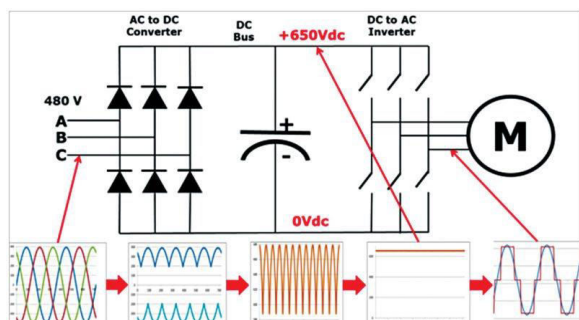 AC to DC
Converter
DC
Bus
+650Vdc
DC to AC
Inverter
480 V
A
B
C
+
-
M
0Vdc